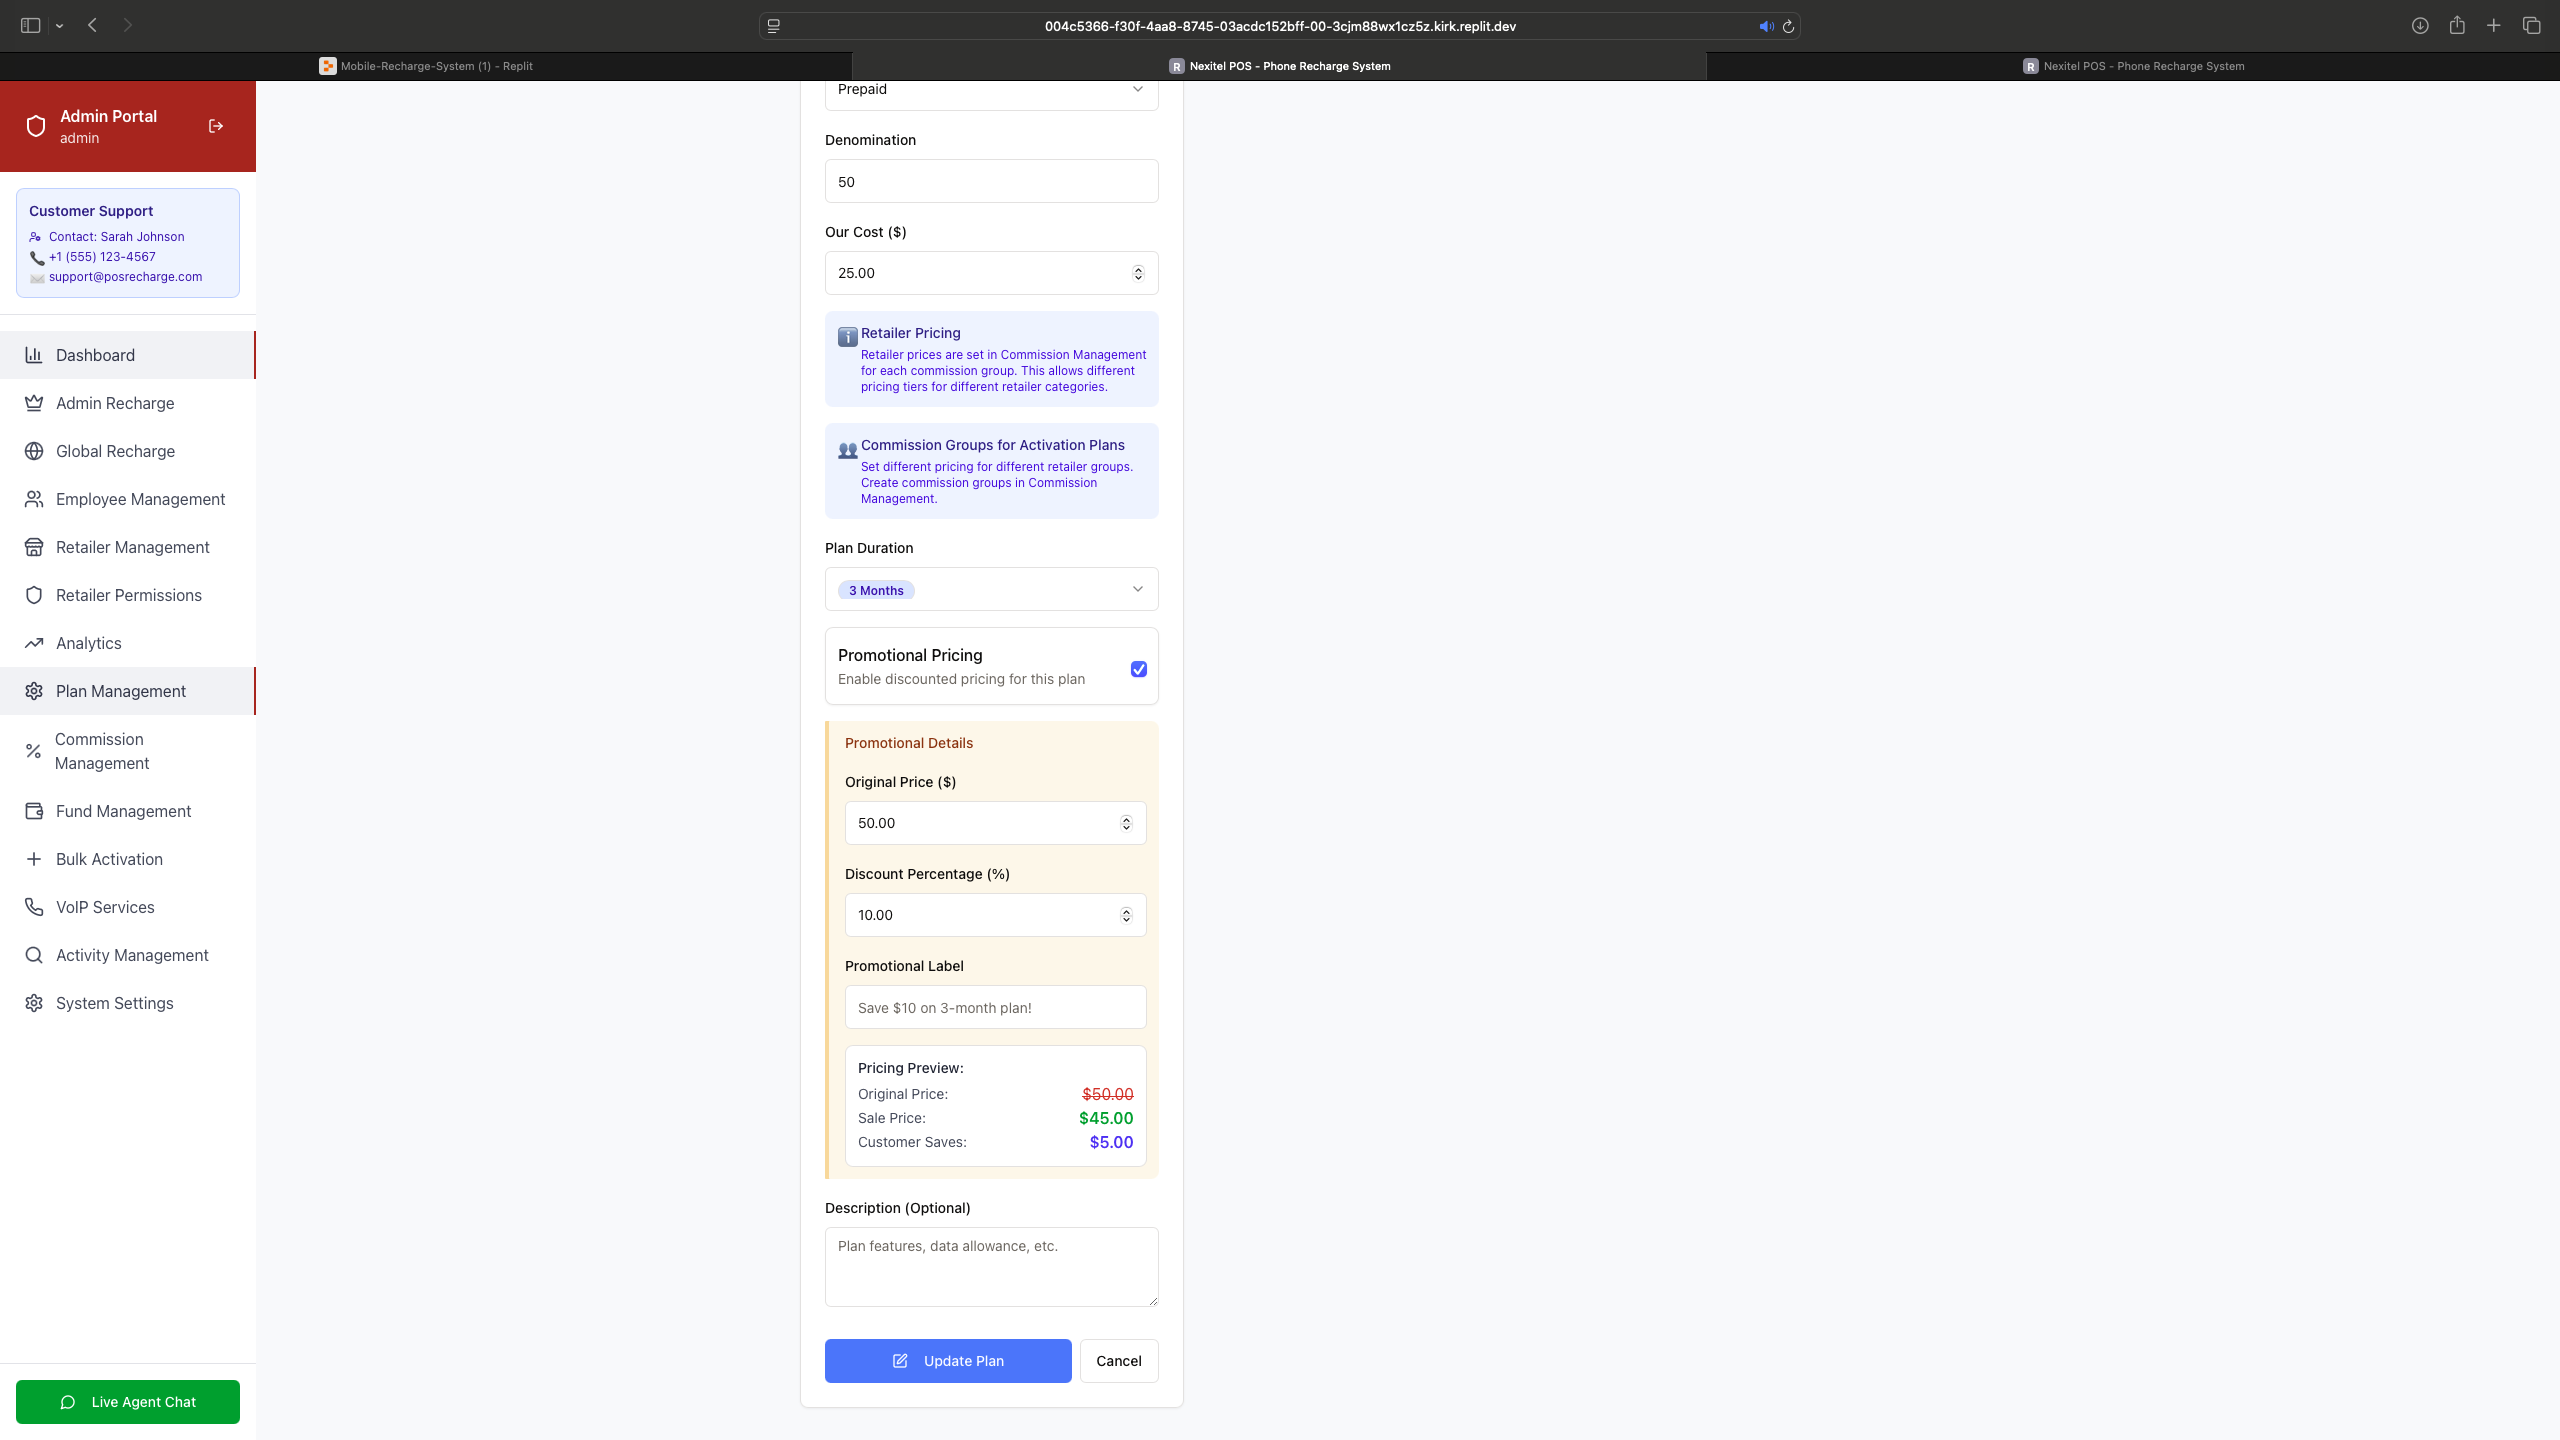 004c5366-f30f-4aa8-8745-03acdc152bff-00-3cjm88wx1cz5z.kirk.replit.dev
Mobile-Recharge-System (1) - Replit
R Nexitel POS - Phone Recharge System
R Nexitel POS - Phone Recharge System
Admin Portal
admin
Customer Support
Contact: Sarah Johnson
+1 (555) 123-4567
support@posrecharge.com
Dashboard
Admin Recharge
Global Recharge
Employee Management
Retailer Management
Retailer Permissions
Analytics
Plan Management
Commission
Management
Fund Management
Bulk Activation
VoIP Services
Activity Management
System Settings
Live Agent Chat
Prepaid
Denomination
50
Our Cost ($)
25.00
Retailer Pricing
Retailer prices are set in Commission Management
for each commission group. This allows different
pricing tiers for different retailer categories.
Commission Groups for Activation Plans
Set different pricing for different retailer groups.
Create commission groups in Commission
Management.
Plan Duration
3 Months
Promotional Pricing
Enable discounted pricing for this plan
Promotional Details
Original Price ($)
50.00
Discount Percentage (%)
10.00
Promotional Label
Save $10 on 3-month plan!
Pricing Preview:
Original Price: $50.00
Sale Price: $45.00
Customer Saves: $5.00
Description (Optional)
Plan features, data allowance, etc.
Update Plan
Cancel